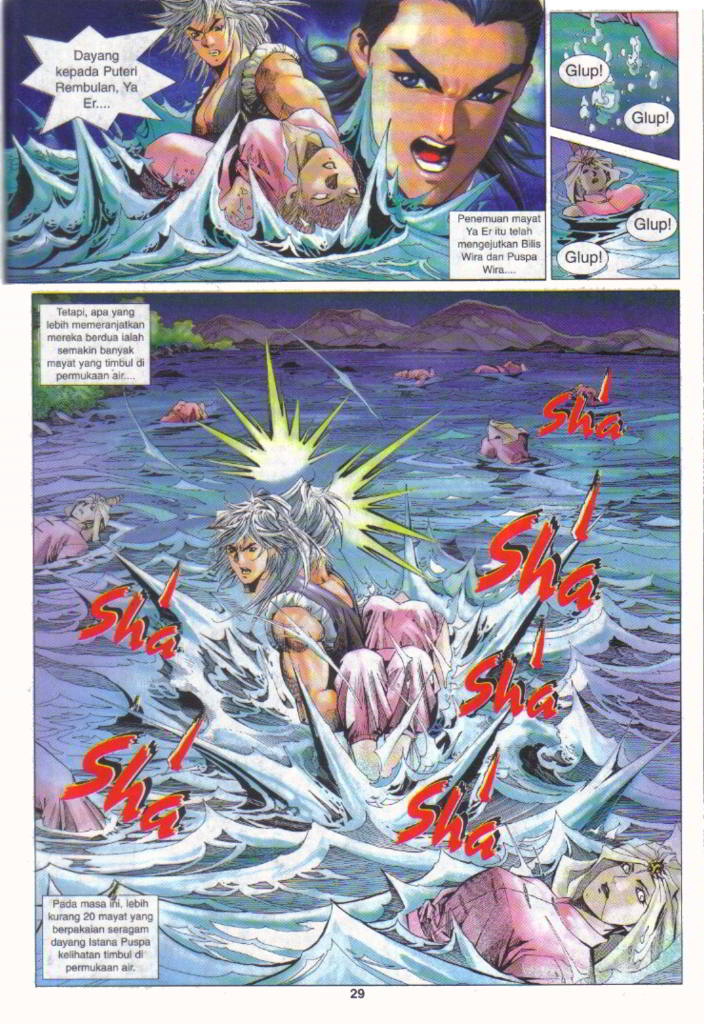 Dayang
kepada Puteri
Rembulan, Ya
Er....
Penemuan mayat
Ya Er itu telah
mengejutkan Bilis
Wira dan Puspa
Wira....
Glup!
Glup!
Glup!
Glup!
Tetapi, apa yang
lebih memeranjatkan
mereka berdua ialah
semakin banyak
mayat yang timbul di
permukaan air....
Sha!
Sha!
Sha!
Sha!
Sha!
Sha!
Pada masa ini, lebih
kurang 20 mayat yang
berpakaian seragam
dayang Istana Puspa
kelihatan timbul di
permukaan air.
29